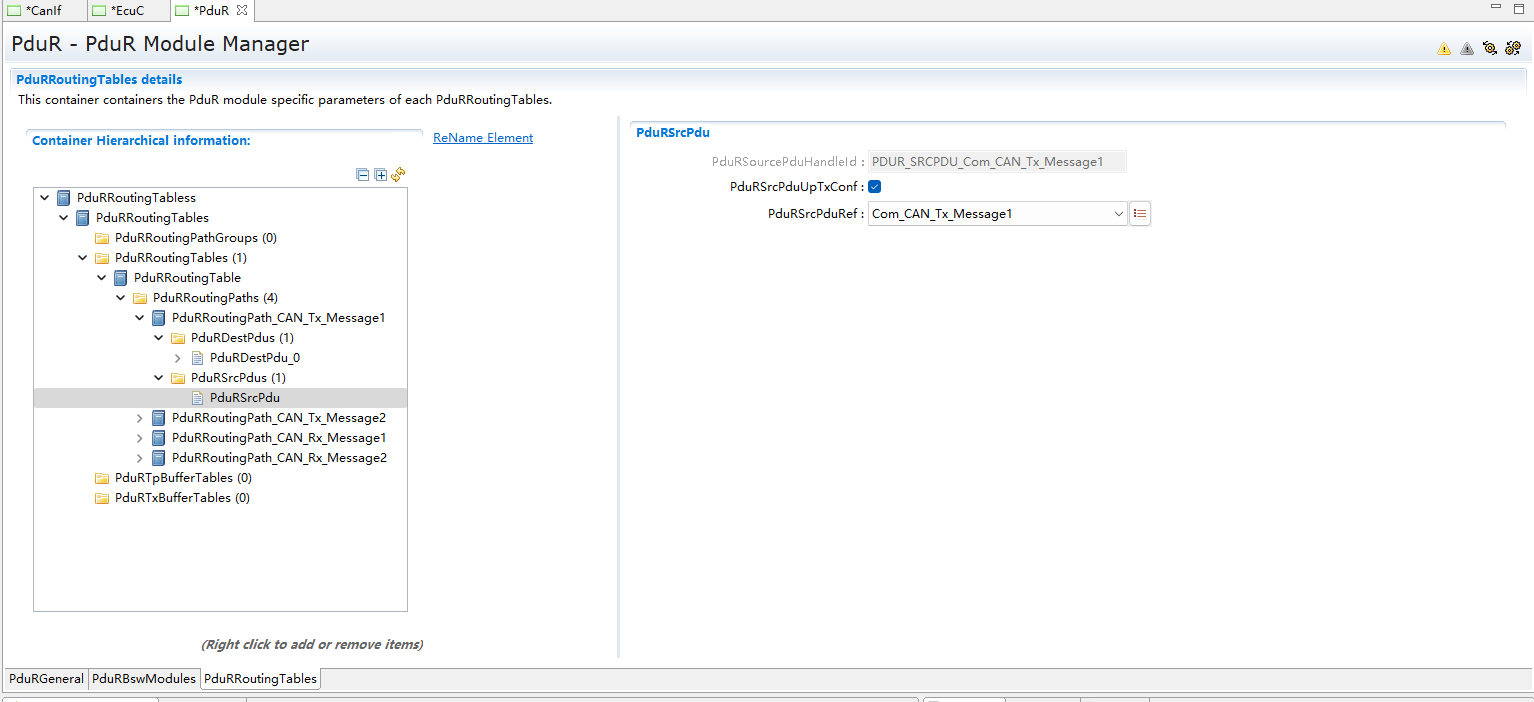 *CanIf *EcuC *PduR
PduR - PduR Module Manager
PduRRoutingTables details
This container containers the PduR module specific parameters of each PduRRoutingTables.
Container Hierarchical information:
ReName Element
PduRRoutingTabless
PduRRoutingTables
PduRRoutingPathGroups (0)
PduRRoutingTables (1)
PduRRoutingTable
PduRRoutingPaths (4)
PduRRoutingPath_CAN_Tx_Message1
PduRDestPdus (1)
PduRDestPdu_0
PduRSrcPdus (1)
PduRSrcPdu
PduRRoutingPath_CAN_Tx_Message2
PduRRoutingPath_CAN_Rx_Message1
PduRRoutingPath_CAN_Rx_Message2
PduRTpBufferTables (0)
PduRTxBufferTables (0)
(Right click to add or remove items)
PduRSrcPdu
PduRSourcePduHandleId : PDUR_SRCPDU_Com_CAN_Tx_Message1
PduRSrcPduUpTxConf :
PduRSrcPduRef : Com_CAN_Tx_Message1
PduRGeneral PduRBswModules PduRRoutingTables